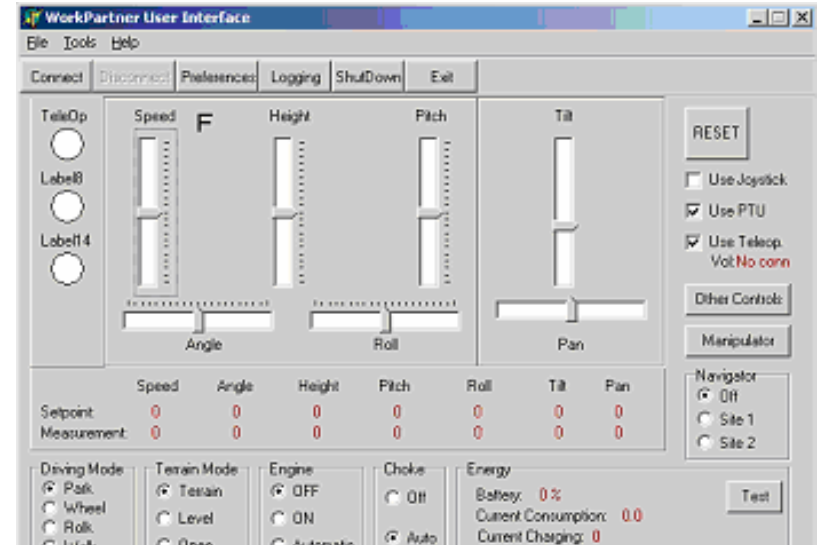 WorkPartner User Interface
File Tools Help
Connect Disconnect Preferences Logging ShutDown Exit
TeleOp
Label8
Label14
Speed F Height Pitch Tilt
Angle Roll Pan
RESET
Use Joystick
Use PTU
Use Teleop.
Vol: No conn
Other Controls
Manipulator
Navigator
Off
Site 1
Site 2
Speed Angle Height Pitch Roll Tilt Pan
Setpoint: 0 0 0 0 0 0 0
Measurement: 0 0 0 0 0 0 0
Driving Mode
Park
Wheel
Rolk
Terrain Mode
Terrain
Level
Engine
OFF
ON
Automatic
Choke
Off
Auto
Energy
Battery: 0 %
Current Consumption: 0.0
Current Charging: 0
Test